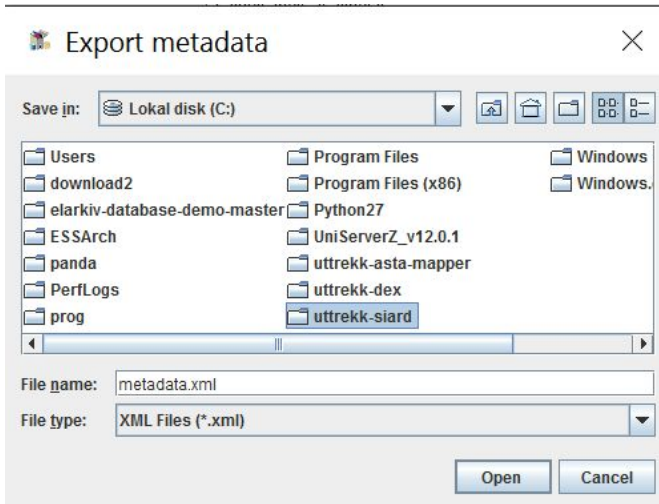 Export metadata
Save in: Lokal disk (C:)
Users Program Files Windows
download2 Program Files (x86) Windows.
elarkiv-database-demo-master Python27
ESSArch UniServerZ_v12.0.1
panda uttrekk-asta-mapper
PerfLogs uttrekk-dex
prog uttrekk-siard
File name: metadata.xml
File type: XML Files (*.xml)
Open Cancel